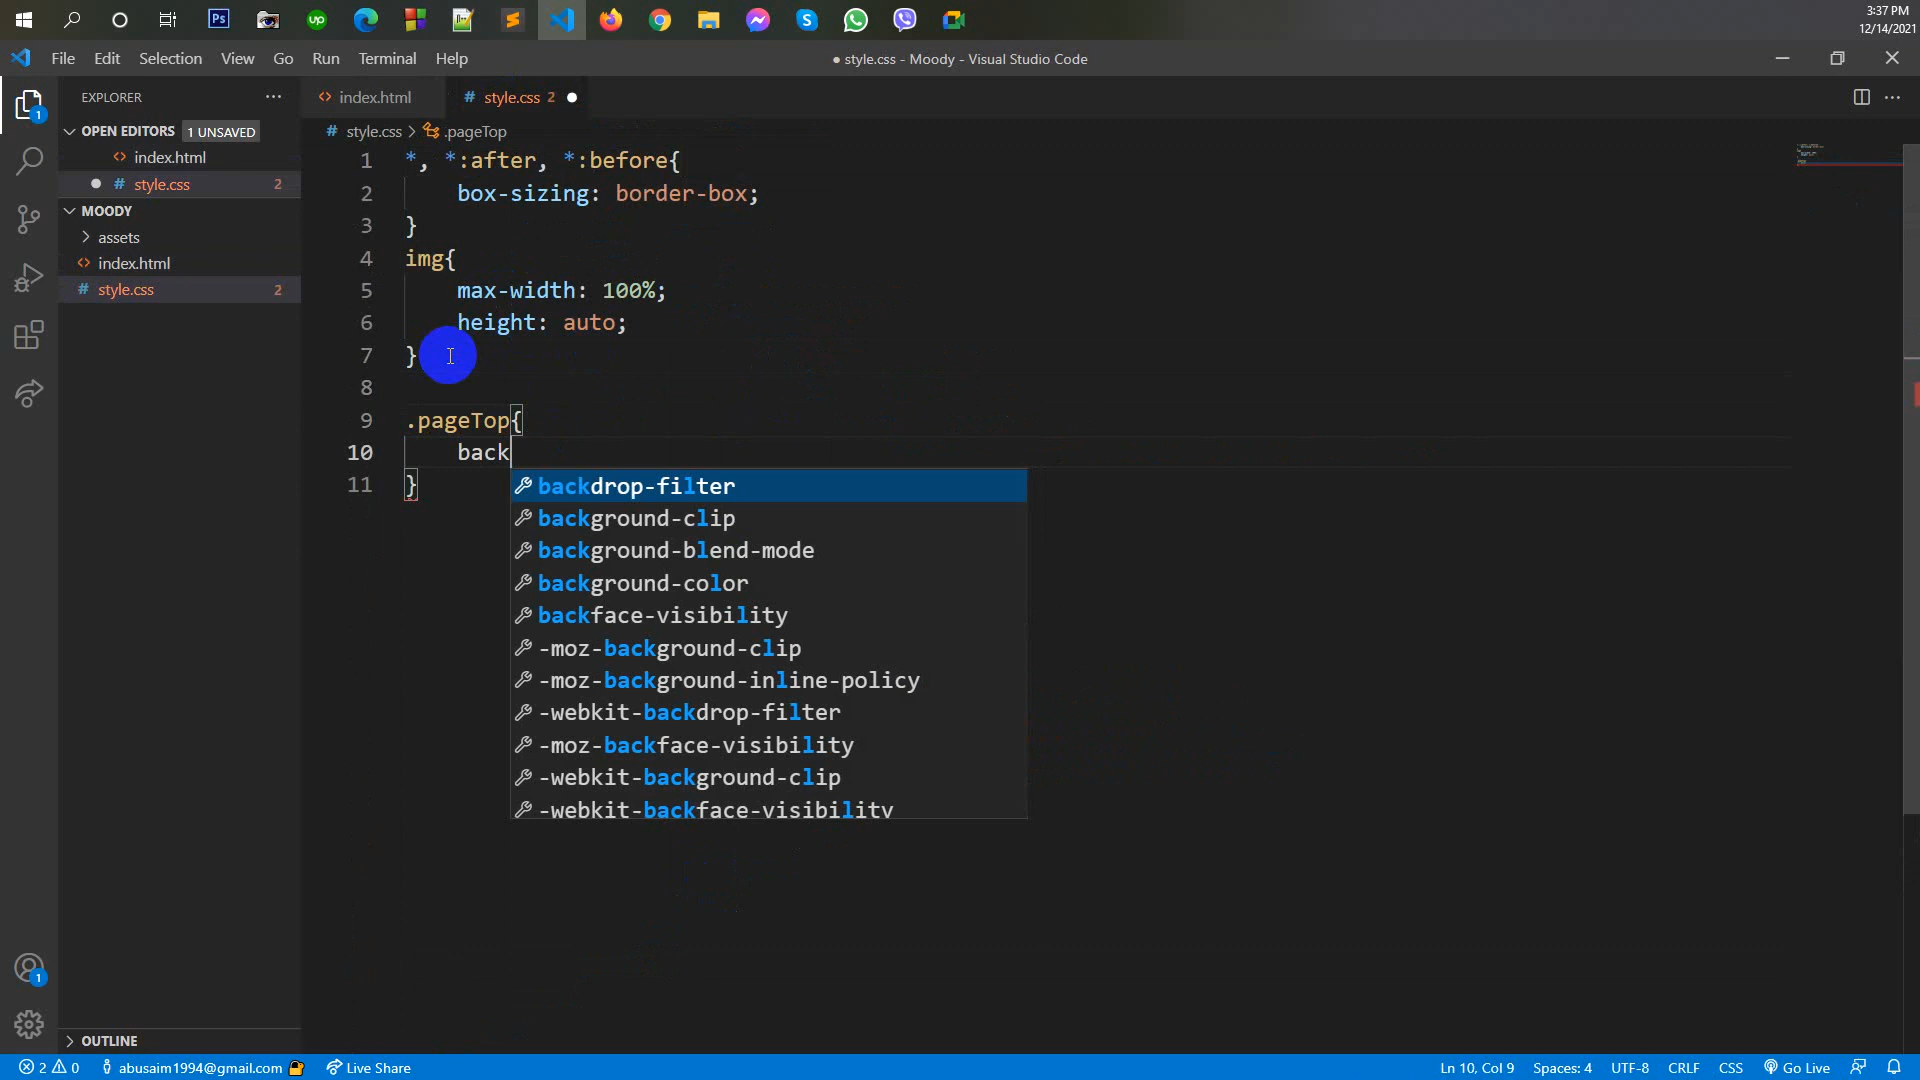 Ps
up
3:37 PM
12/14/2021
File Edit Selection View Go Run Terminal Help
● style.css - Moody - Visual Studio Code
EXPLORER
1
OPEN EDITORS 1 UNSAVED
<> index.html
● # style.css 2
MOODY
> assets
<> index.html
# style.css 2
<> index.html
# style.css 2 ●
# style.css > .pageTop
1 *, *:after, *:before{
2 box-sizing: border-box;
3 }
4 img{
5 max-width: 100%;
6 height: auto;
7 }
8
9 .pageTop{
10 back
11 }
backdrop-filter
background-clip
background-blend-mode
background-color
backface-visibility
-moz-background-clip
-moz-background-inline-policy
-webkit-backdrop-filter
-moz-backface-visibility
-webkit-background-clip
-webkit-backface-visibility
1
> OUTLINE
2 0 abusaim1994@gmail.com Live Share
Ln 10, Col 9 Spaces: 4 UTF-8 CRLF CSS Go Live